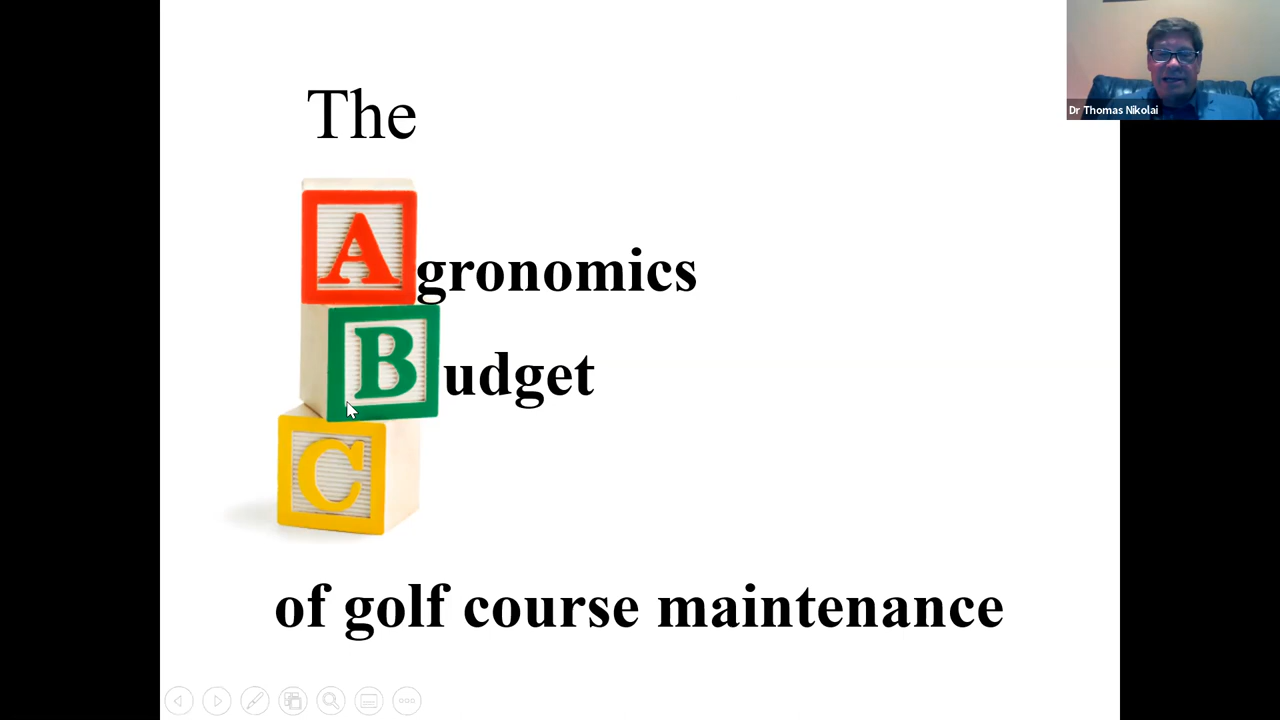 The
Agronomics
Budget
C
of golf course maintenance
Dr Thomas Nikolai